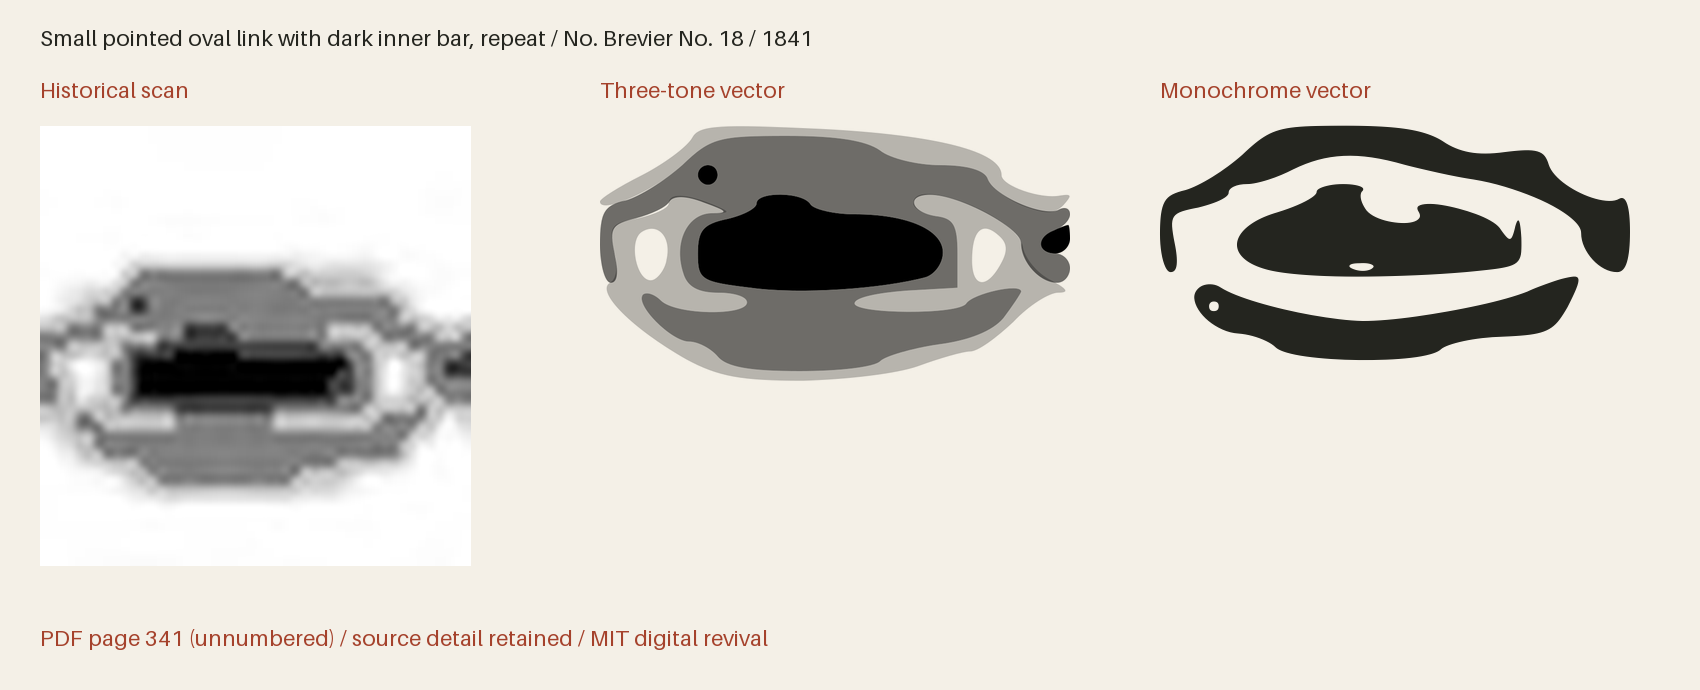 Small pointed oval link with dark inner bar, repeat / No. Brevier No. 18 / 1841
Historical scan
Three-tone vector
Monochrome vector
PDF page 341 (unnumbered) / source detail retained / MIT digital revival